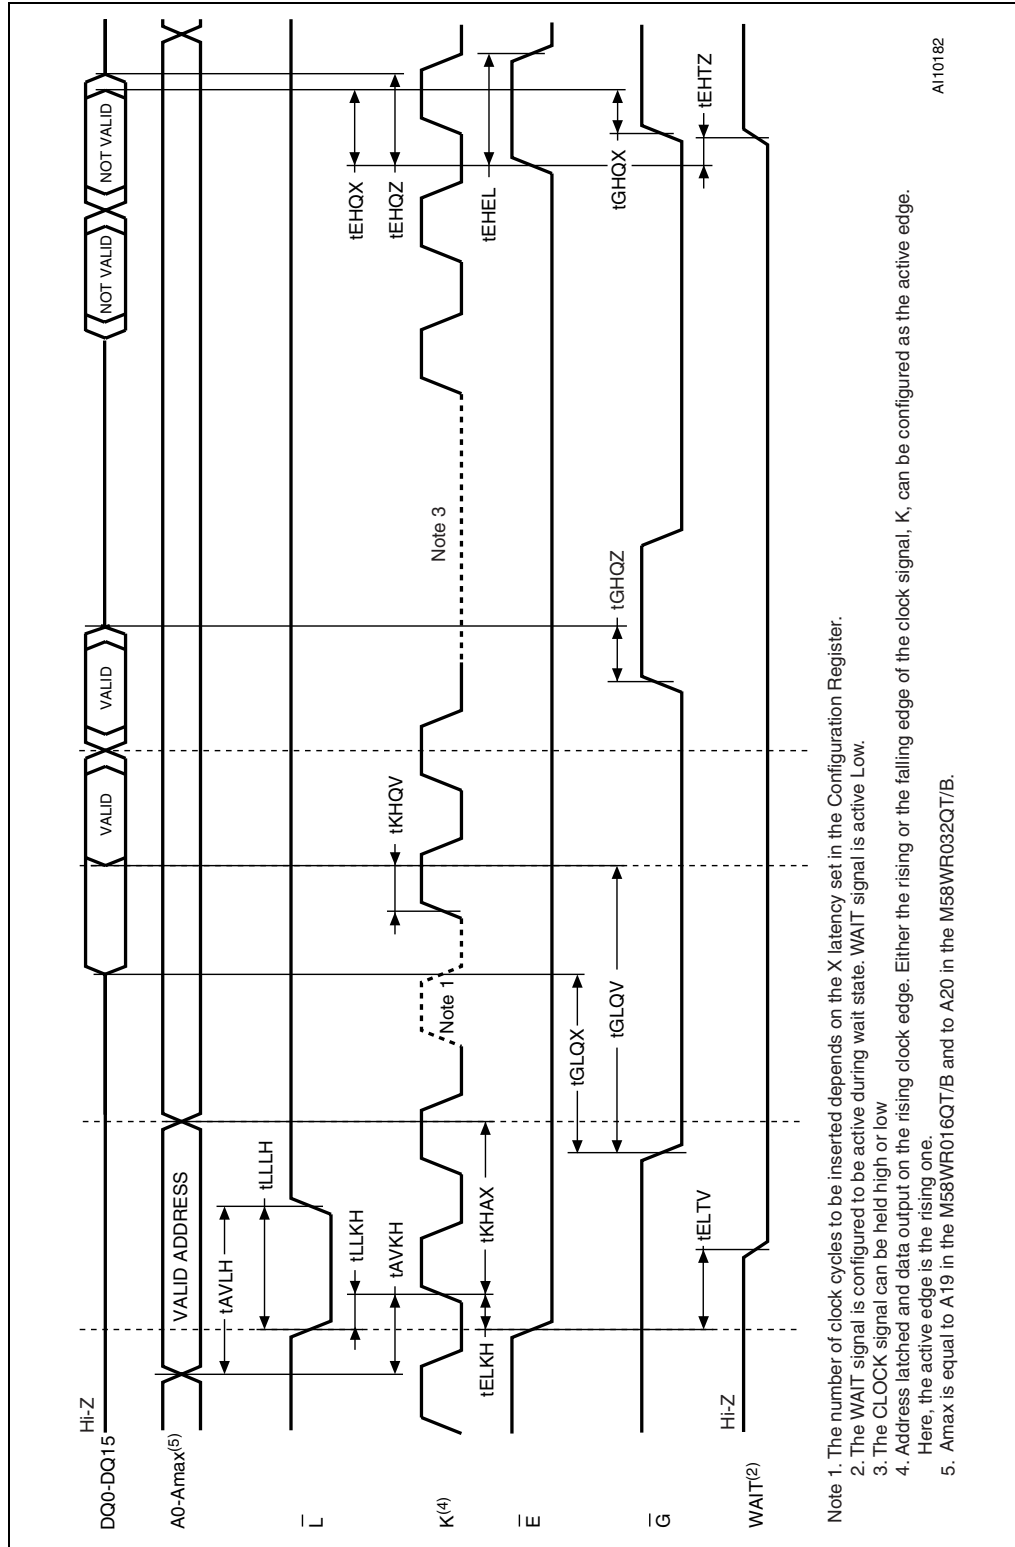 Hi-Z
DQ0-DQ15
VALID
VALID
NOT VALID
NOT VALID
A0-Amax(5)
VALID ADDRESS
tAVLH
tLLLH
L
tLLKH
tEHQX
tAVKH
tKHQV
tEHQZ
K(4)
Note 1
Note 3
tELKH
tKHAX
tEHEL
E
tGLQX
tGLQV
tGHQZ
tGHQX
G
tELTV
tEHTZ
Hi-Z
WAIT(2)
Note 1. The number of clock cycles to be inserted depends on the X latency set in the Configuration Register.
2. The WAIT signal is configured to be active during wait state. WAIT signal is active Low.
3. The CLOCK signal can be held high or low
4. Address latched and data output on the rising clock edge. Either the rising or the falling edge of the clock signal, K, can be configured as the active edge.
Here, the active edge is the rising one.
5. Amax is equal to A19 in the M58WR016QT/B and to A20 in the M58WR032QT/B.
AI10182